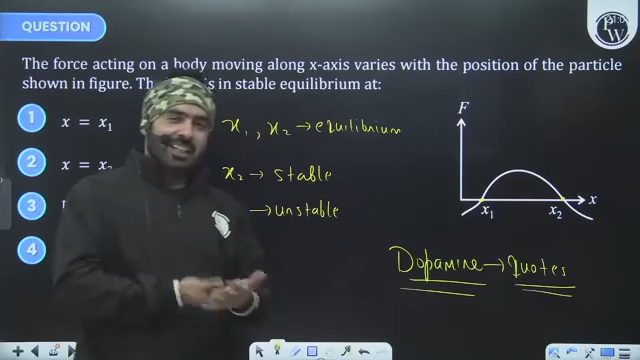 QUESTION
The force acting on a body moving along x-axis varies with the position of the particle
shown in figure. The is in stable equilibrium at:
1 x = x₁
2 x =
3
4
x₁, x₂ → equilibrium
x₂ → stable
→ unstable
F
x
x₁
x₂
Dopamine → quotes
PW